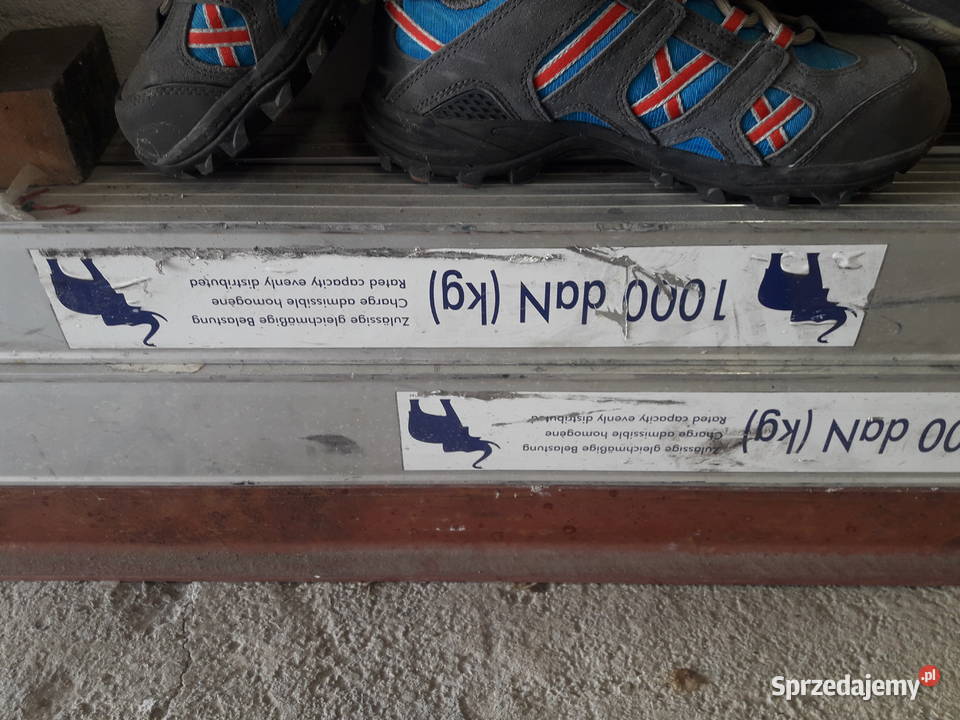 1000 daN (kg)
Zulässige gleichmäßige Belastung
Charge admissible homogène
Rated capacity evenly distributed
00 daN (kg)
Zulässige gleichmäßige Belastung
Charge admissible homogène
Rated capacity evenly distributed
Sprzedajemy.pl